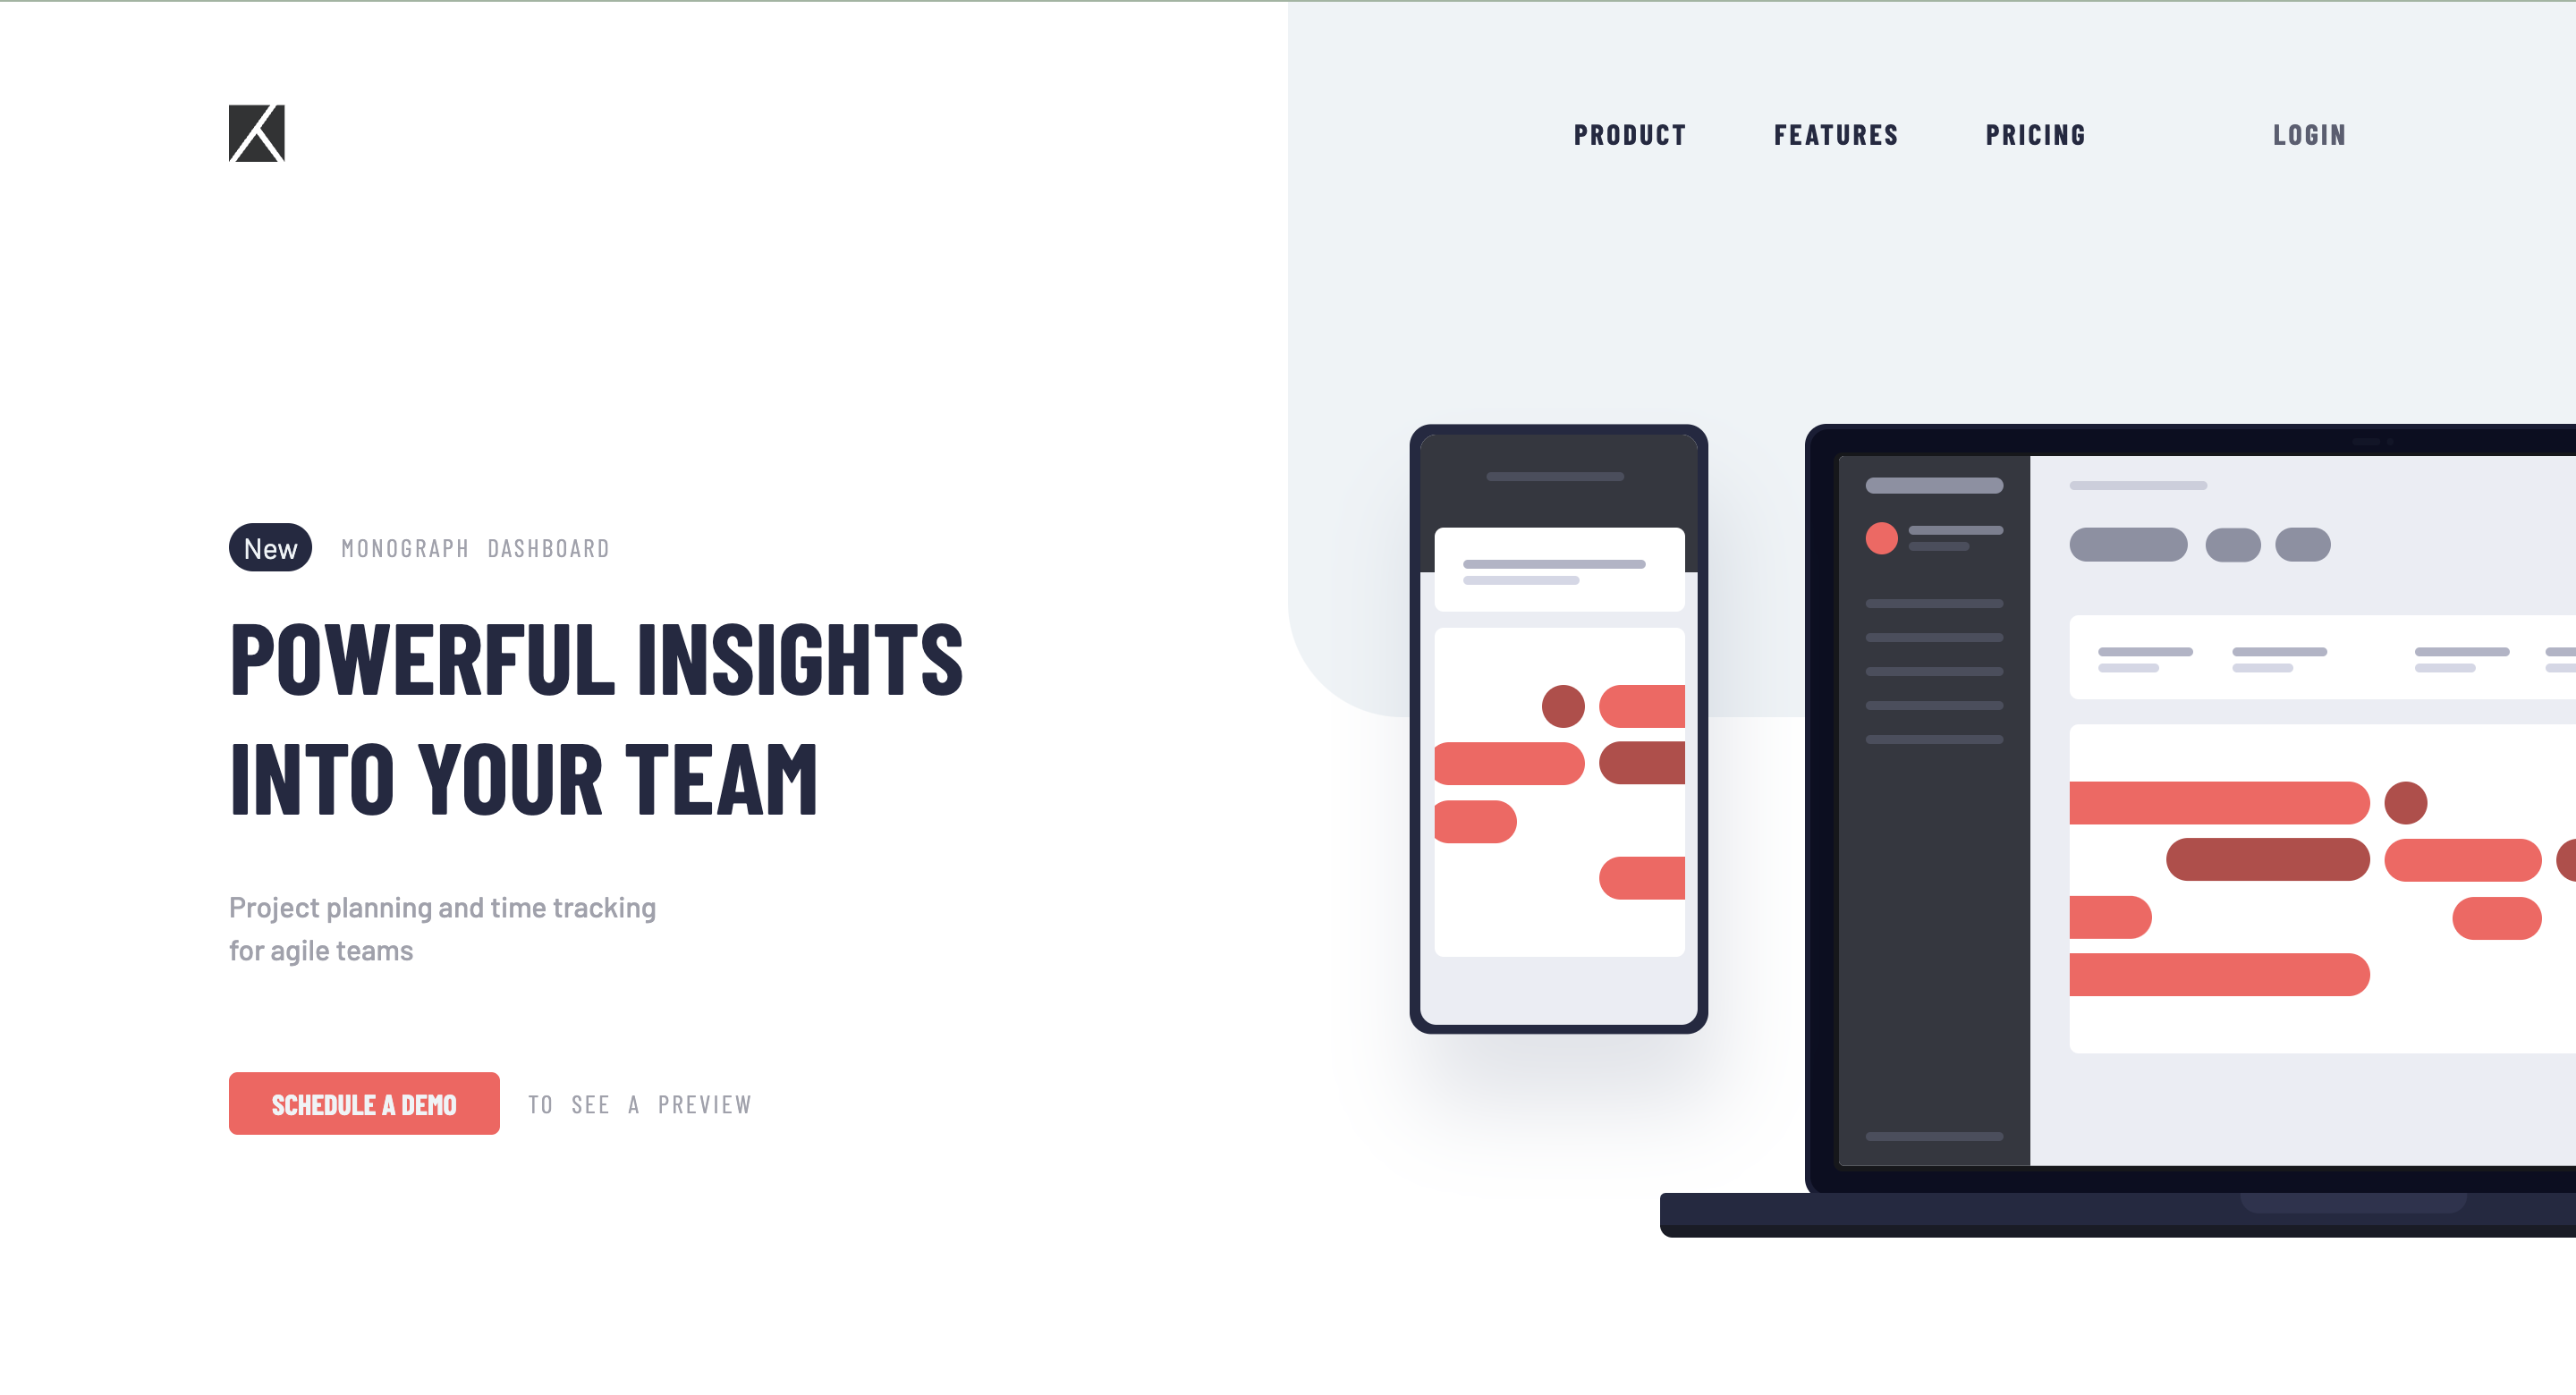 PRODUCT FEATURES PRICING LOGIN
New MONOGRAPH DASHBOARD
POWERFUL INSIGHTS
INTO YOUR TEAM
Project planning and time tracking
for agile teams
SCHEDULE A DEMO TO SEE A PREVIEW